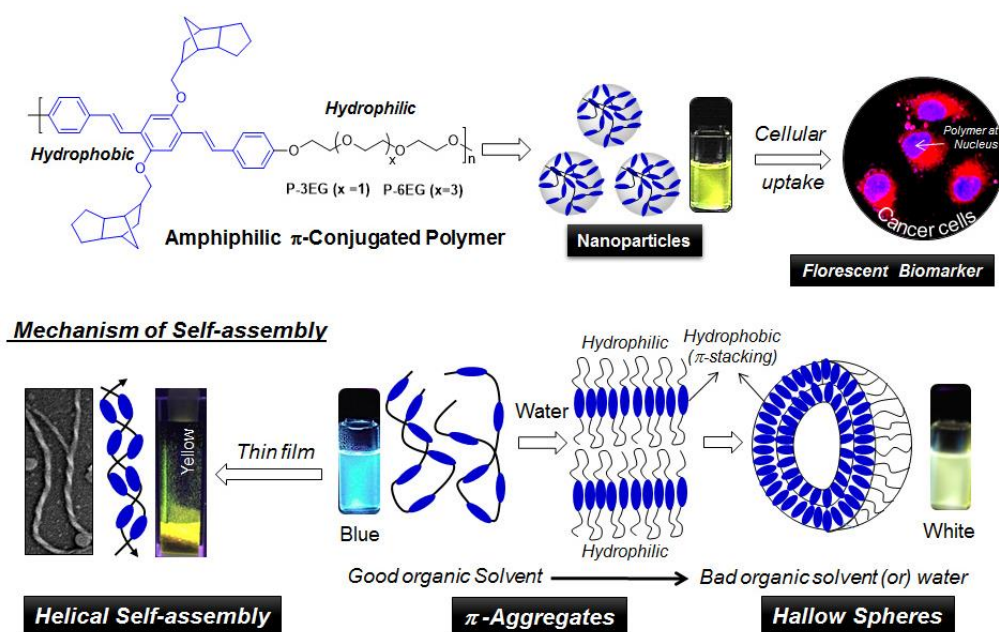 Hydrophobic
O
O
Hydrophilic
O
O
x
O
O
n
P-3EG (x =1) P-6EG (x=3)
Amphiphilic π-Conjugated Polymer
Nanoparticles
Cellular
uptake
Polymer at
Nucleus
Cancer cells
Florescent Biomarker
Mechanism of Self-assembly
Yellow
Thin film
Blue
Water
Hydrophilic
Hydrophilic
Hydrophobic
(π-stacking)
White
Good organic Solvent
Bad organic solvent (or) water
Helical Self-assembly
π-Aggregates
Hallow Spheres